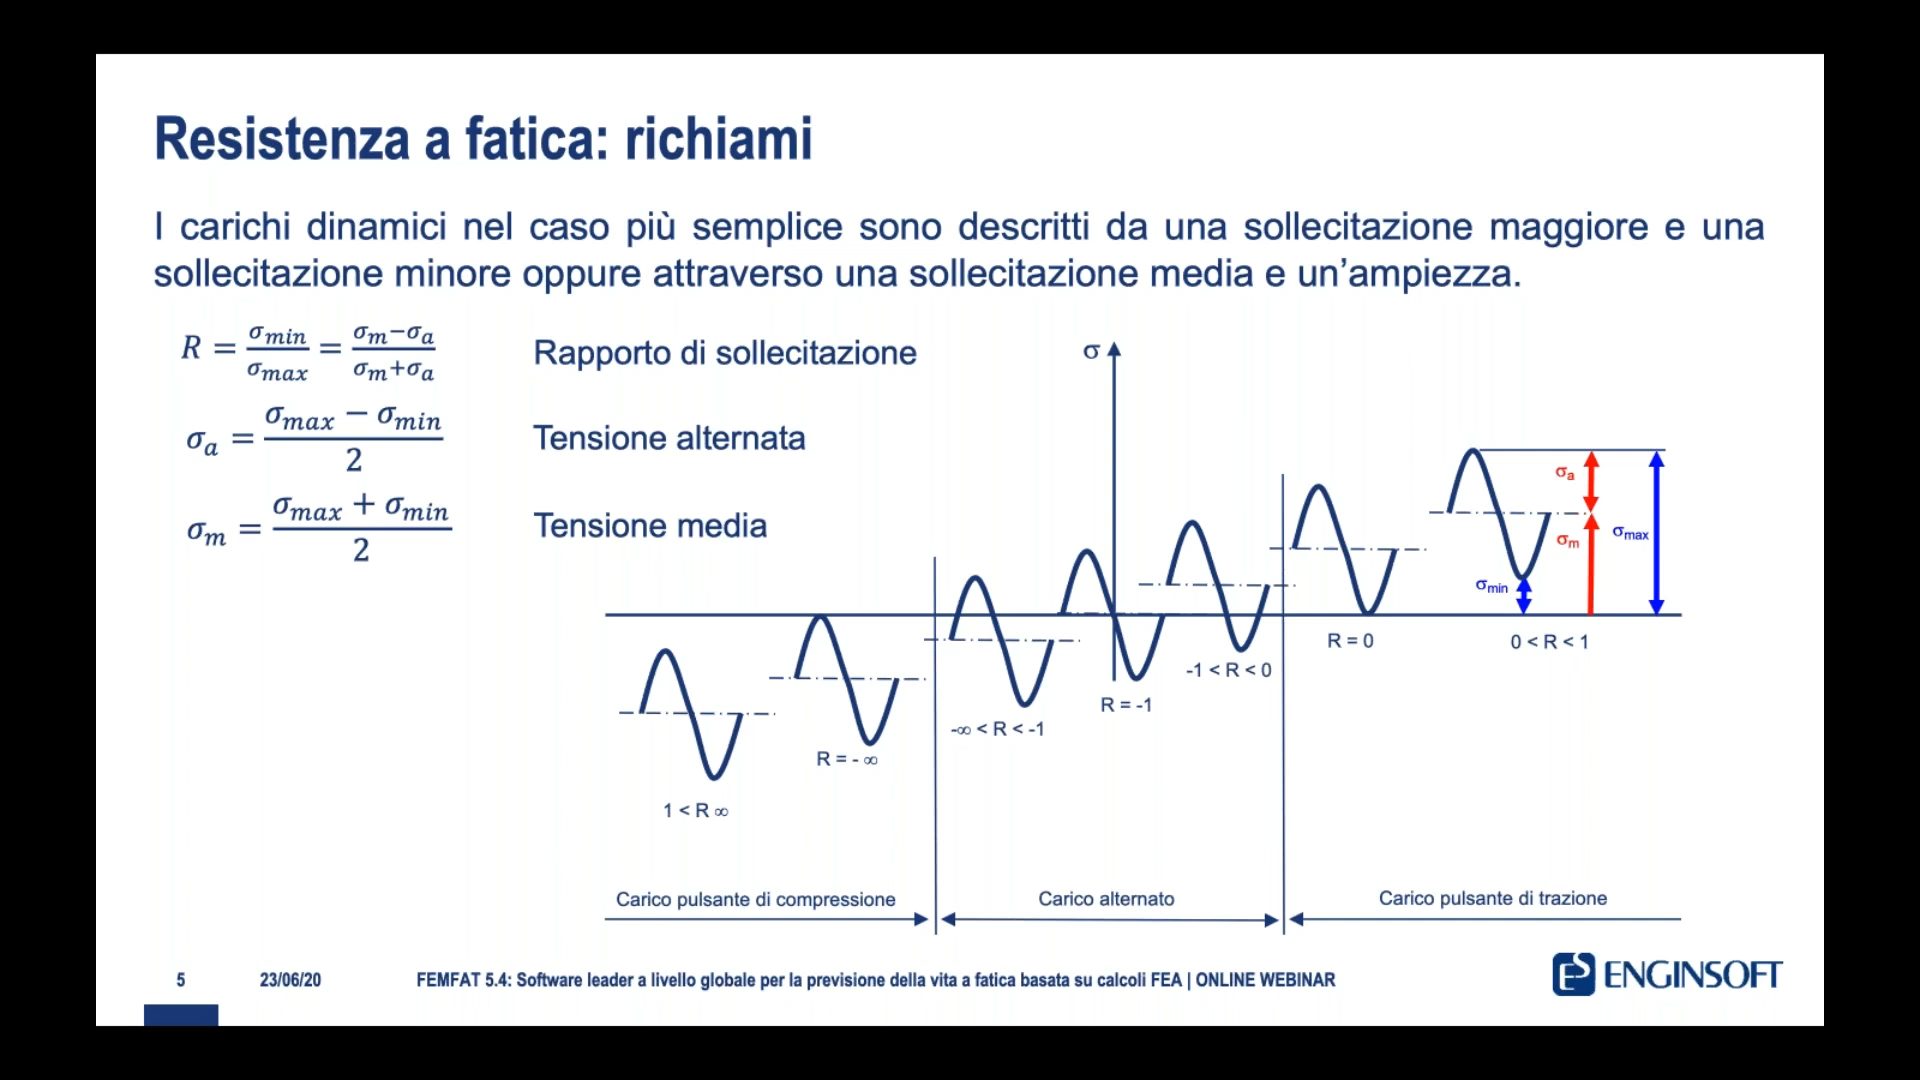 Resistenza a fatica: richiami
I carichi dinamici nel caso più semplice sono descritti da una sollecitazione maggiore e una
sollecitazione minore oppure attraverso una sollecitazione media e un’ampiezza.
R = σmin/σmax = σm−σa/σm+σa
Rapporto di sollecitazione
σa = σmax − σmin/2
Tensione alternata
σm = σmax + σmin/2
Tensione media
σ
σa
σm
σmax
σmin
R = 0
0 < R < 1
-1 < R < 0
R = -1
-∞ < R < -1
R = - ∞
1 < R ∞
Carico pulsante di compressione
Carico alternato
Carico pulsante di trazione
5
23/06/20
FEMFAT 5.4: Software leader a livello globale per la previsione della vita a fatica basata su calcoli FEA | ONLINE WEBINAR
ES ENGINSOFT